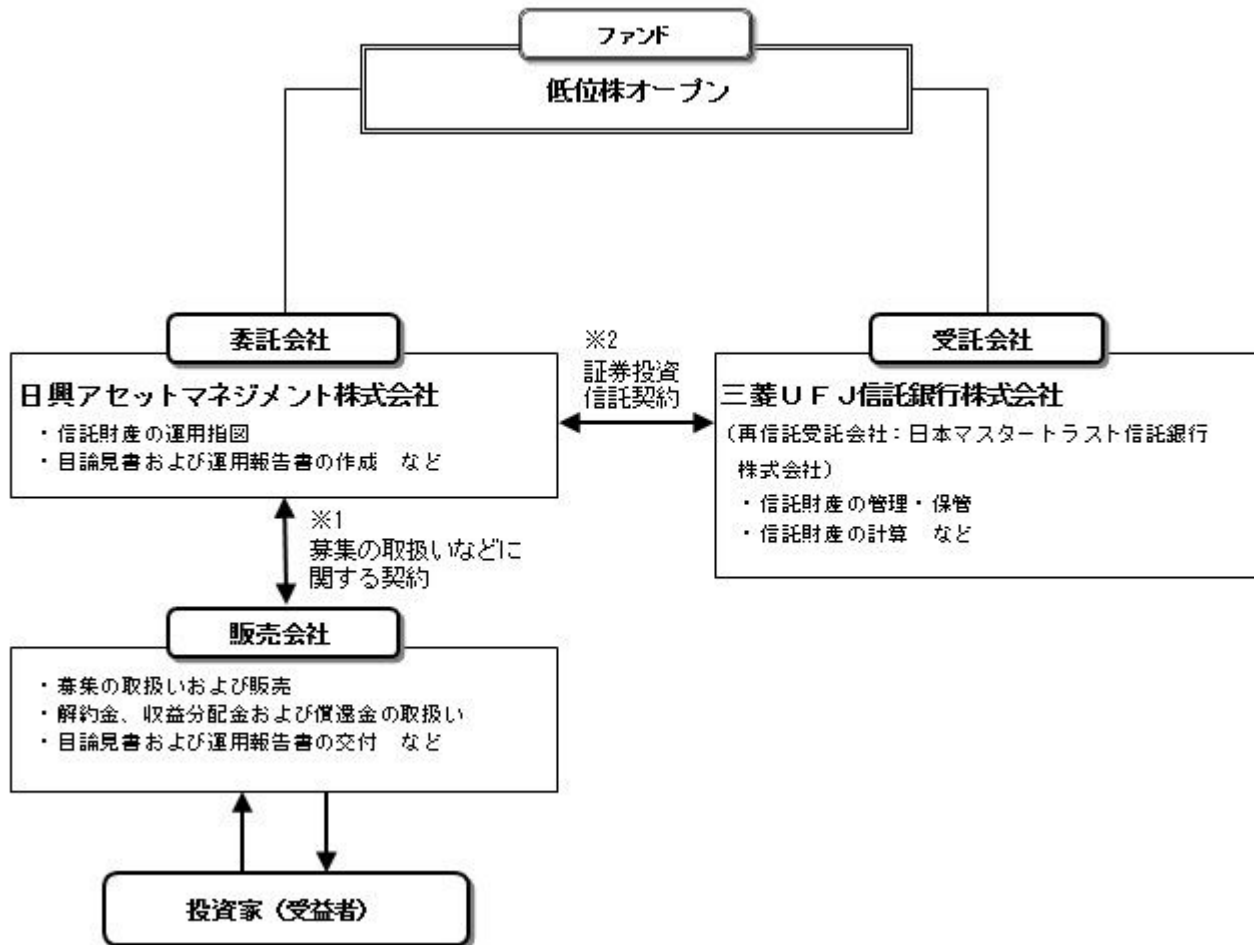 ファンド
低位株オープン
委託会社
日興アセットマネジメント株式会社
・信託財産の運用指図
・目論見書および運用報告書の作成　など
※2
証券投資
信託契約
受託会社
三菱ＵＦＪ信託銀行株式会社
（再信託受託会社：日本マスタートラスト信託銀行
株式会社）
・信託財産の管理・保管
・信託財産の計算　など
※1
募集の取扱いなどに
関する契約
販売会社
・募集の取扱いおよび販売
・解約金、収益分配金および償還金の取扱い
・目論見書および運用報告書の交付　など
投資家（受益者）